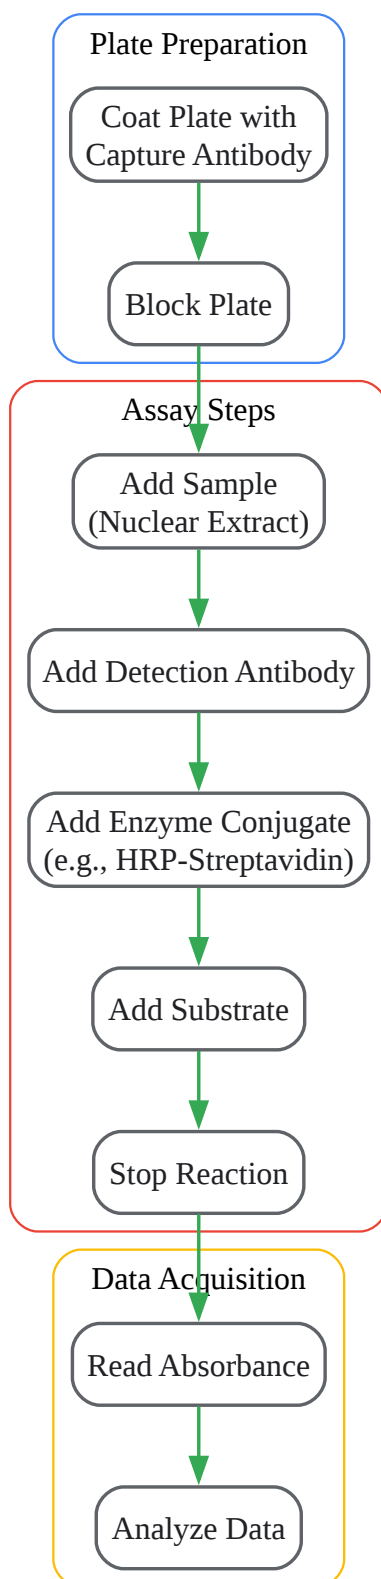 Plate Preparation
Coat Plate with
Capture Antibody
Block Plate
Assay Steps
Add Sample
(Nuclear Extract)
Add Detection Antibody
Add Enzyme Conjugate
(e.g., HRP-Streptavidin)
Add Substrate
Stop Reaction
Data Acquisition
Read Absorbance
Analyze Data